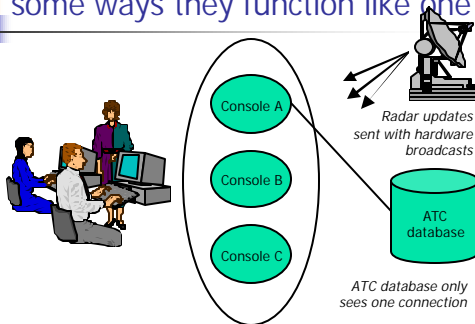 some ways they function like one
Console A
Console B
Console C
Radar updates
sent with hardware
broadcasts
ATC
database
ATC database only
sees one connection